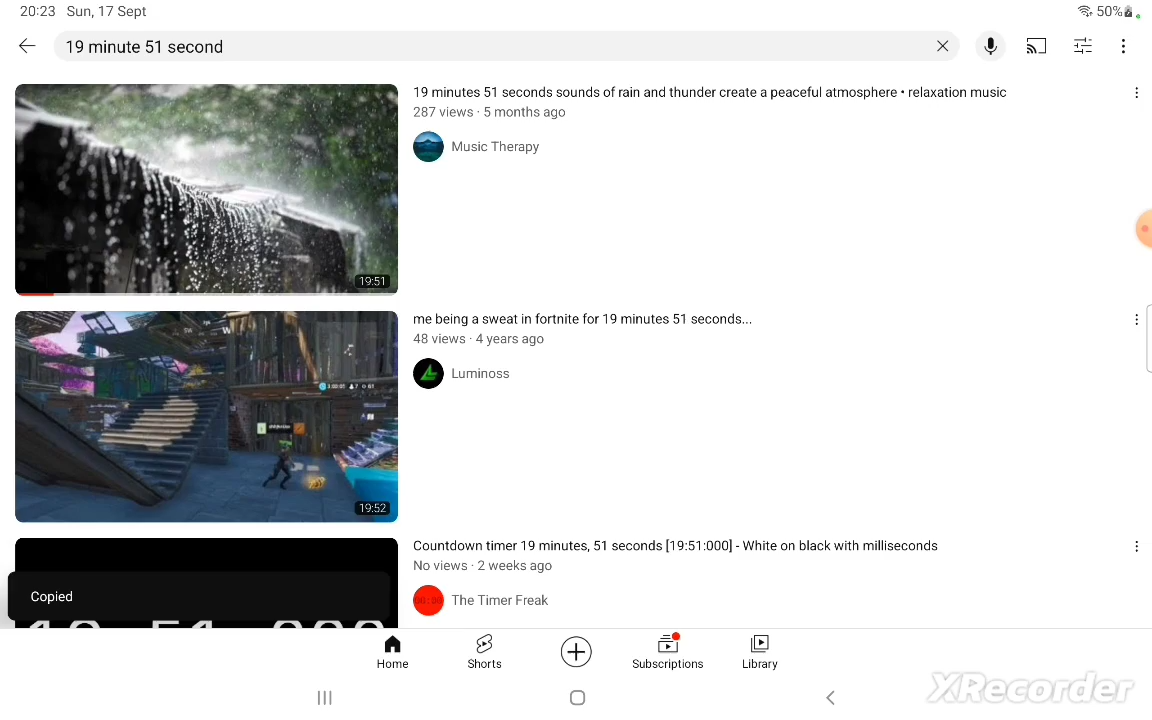 20:23 Sun, 17 Sept
50%
19 minute 51 second
19 minutes 51 seconds sounds of rain and thunder create a peaceful atmosphere • relaxation music
287 views · 5 months ago
Music Therapy
19:51
me being a sweat in fortnite for 19 minutes 51 seconds...
48 views · 4 years ago
Luminoss
19:52
Countdown timer 19 minutes, 51 seconds [19:51:000] - White on black with milliseconds
No views · 2 weeks ago
The Timer Freak
Copied
Home
Shorts
Subscriptions
Library
XRecorder